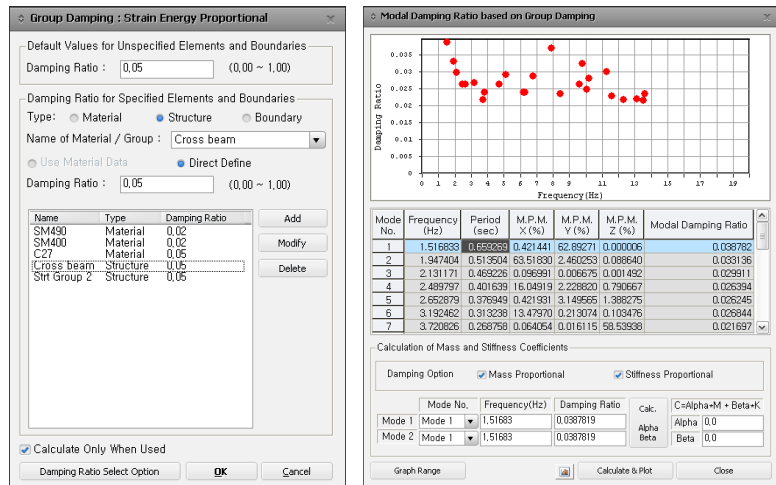 Group Damping : Strain Energy Proportional
Default Values for Unspecified Elements and Boundaries
Damping Ratio : 0,05 (0,00 ~ 1,00)
Damping Ratio for Specified Elements and Boundaries
Type: Material Structure Boundary
Name of Material / Group : Cross beam
Use Material Data Direct Define
Damping Ratio : 0,05 (0,00 ~ 1,00)
Name Type Damping Ratio
SM490 Material 0,02
SM400 Material 0,02
C27 Material 0,05
Cross beam Structure 0,05
Strt Group 2 Structure 0,05
Add
Modify
Delete
Calculate Only When Used
Damping Ratio Select Option OK Cancel
Modal Damping Ratio based on Group Damping
Damping Ratio
0.035
0.03
0.025
0.02
0.015
0.01
0.005
0
0 1 2 3 4 5 6 7 8 9 11 13 15 17 19
Frequency(Hz)
Mode No. Frequency (Hz) Period (sec) M.P.M. X (%) M.P.M. Y (%) M.P.M. Z (%) Modal Damping Ratio
1 1.516833 0.659269 0.421441 62.89271 0.000006 0.038782
2 1.947404 0.513504 63.51830 2.460253 0.088640 0.033136
3 2.131171 0.469226 0.096991 0.006675 0.001492 0.029911
4 2.489797 0.401639 16.04919 2.228820 0.790667 0.026394
5 2.652879 0.376949 0.421931 3.149565 1.388275 0.026245
6 3.192462 0.313238 13.47970 0.213074 0.103476 0.026844
7 3.720826 0.268758 0.064054 0.016115 58.53938 0.021697
Calculation of Mass and Stiffness Coefficients
Damping Option Mass Proportional Stiffness Proportional
Mode No, Frequency(Hz) Damping Ratio
Mode 1 Mode 1 1,51683 0,0387819
Mode 2 Mode 1 1,51683 0,0387819
Calc.
Alpha
Beta
C=Alpha*M + Beta*K
Alpha 0,0
Beta 0,0
Graph Range Calculate & Plot Close